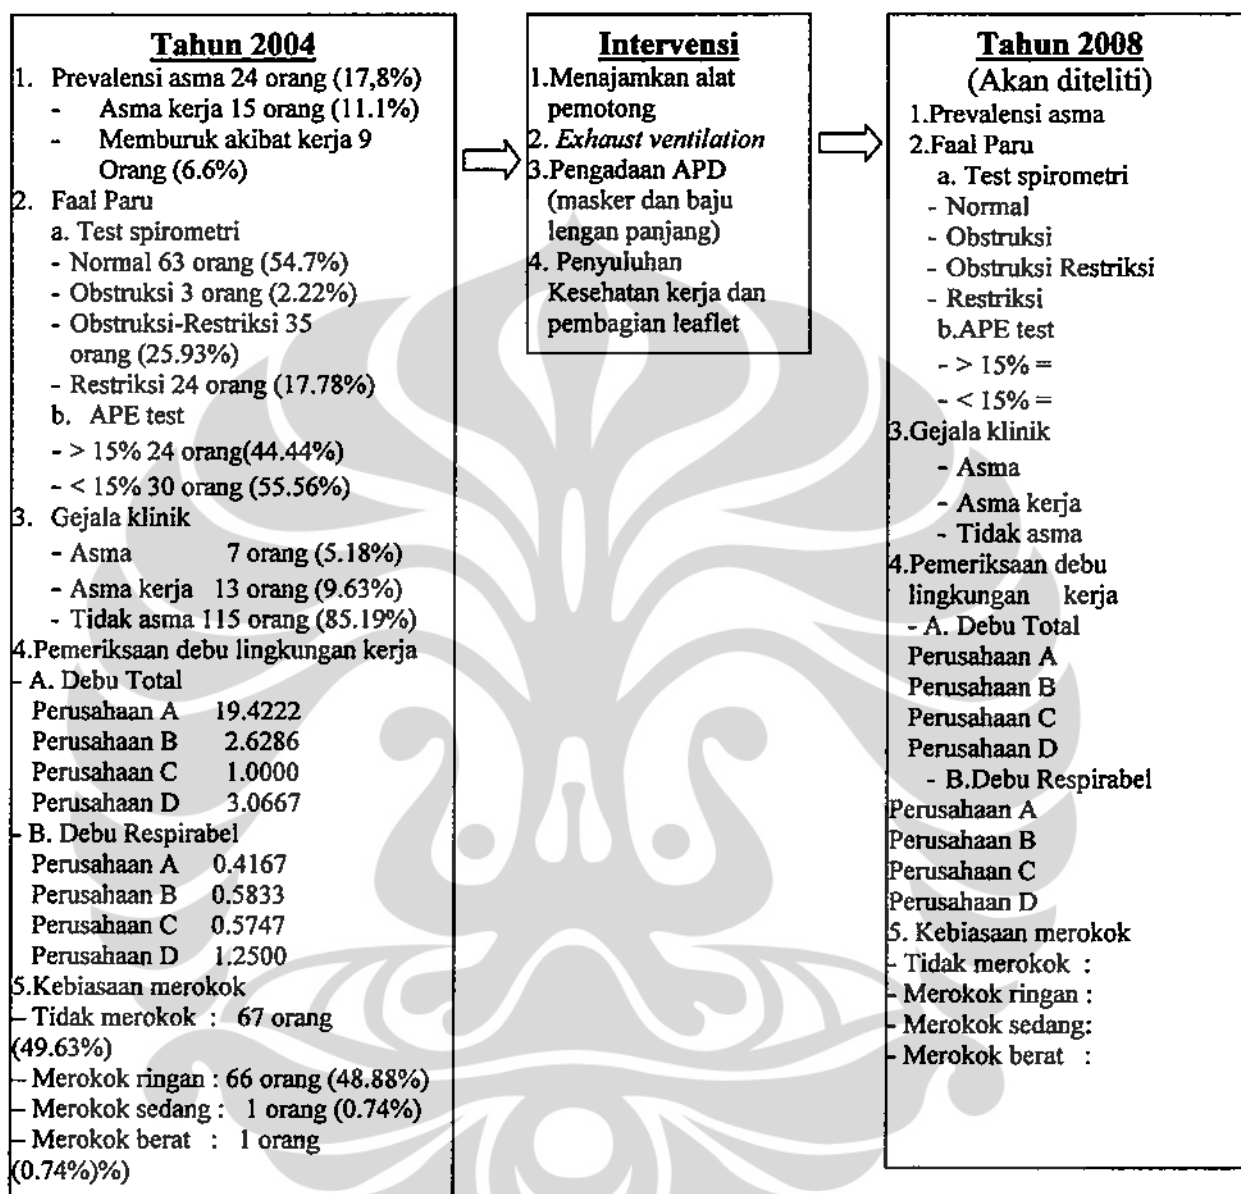 Tahun 2004
1. Prevalensi asma 24 orang (17,8%)
- Asma kerja 15 orang (11.1%)
- Memburuk akibat kerja 9
Orang (6.6%)
2. Faal Paru
a. Test spirometri
- Normal 63 orang (54.7%)
- Obstruksi 3 orang (2.22%)
- Obstruksi-Restriksi 35
orang (25.93%)
- Restriksi 24 orang (17.78%)
b. APE test
- > 15% 24 orang(44.44%)
- < 15% 30 orang (55.56%)
3. Gejala klinik
- Asma 7 orang (5.18%)
- Asma kerja 13 orang (9.63%)
- Tidak asma 115 orang (85.19%)
4.Pemeriksaan debu lingkungan kerja
- A. Debu Total
Perusahaan A 19.4222
Perusahaan B 2.6286
Perusahaan C 1.0000
Perusahaan D 3.0667
- B. Debu Respirabel
Perusahaan A 0.4167
Perusahaan B 0.5833
Perusahaan C 0.5747
Perusahaan D 1.2500
5.Kebiasaan merokok
- Tidak merokok : 67 orang
(49.63%)
- Merokok ringan : 66 orang (48.88%)
- Merokok sedang : 1 orang (0.74%)
- Merokok berat : 1 orang
(0.74%)%)
Intervensi
1.Menajamkan alat
pemotong
2. Exhaust ventilation
3.Pengadaan APD
(masker dan baju
lengan panjang)
4. Penyuluhan
Kesehatan kerja dan
pembagian leaflet
Tahun 2008
(Akan diteliti)
1.Prevalensi asma
2.Faal Paru
a. Test spirometri
- Normal
- Obstruksi
- Obstruksi Restriksi
- Restriksi
b.APE test
- > 15% =
- < 15% =
3.Gejala klinik
- Asma
- Asma kerja
- Tidak asma
4.Pemeriksaan debu
lingkungan kerja
- A. Debu Total
Perusahaan A
Perusahaan B
Perusahaan C
Perusahaan D
- B.Debu Respirabel
Perusahaan A
Perusahaan B
Perusahaan C
Perusahaan D
5. Kebiasaan merokok
- Tidak merokok :
- Merokok ringan :
- Merokok sedang:
- Merokok berat :